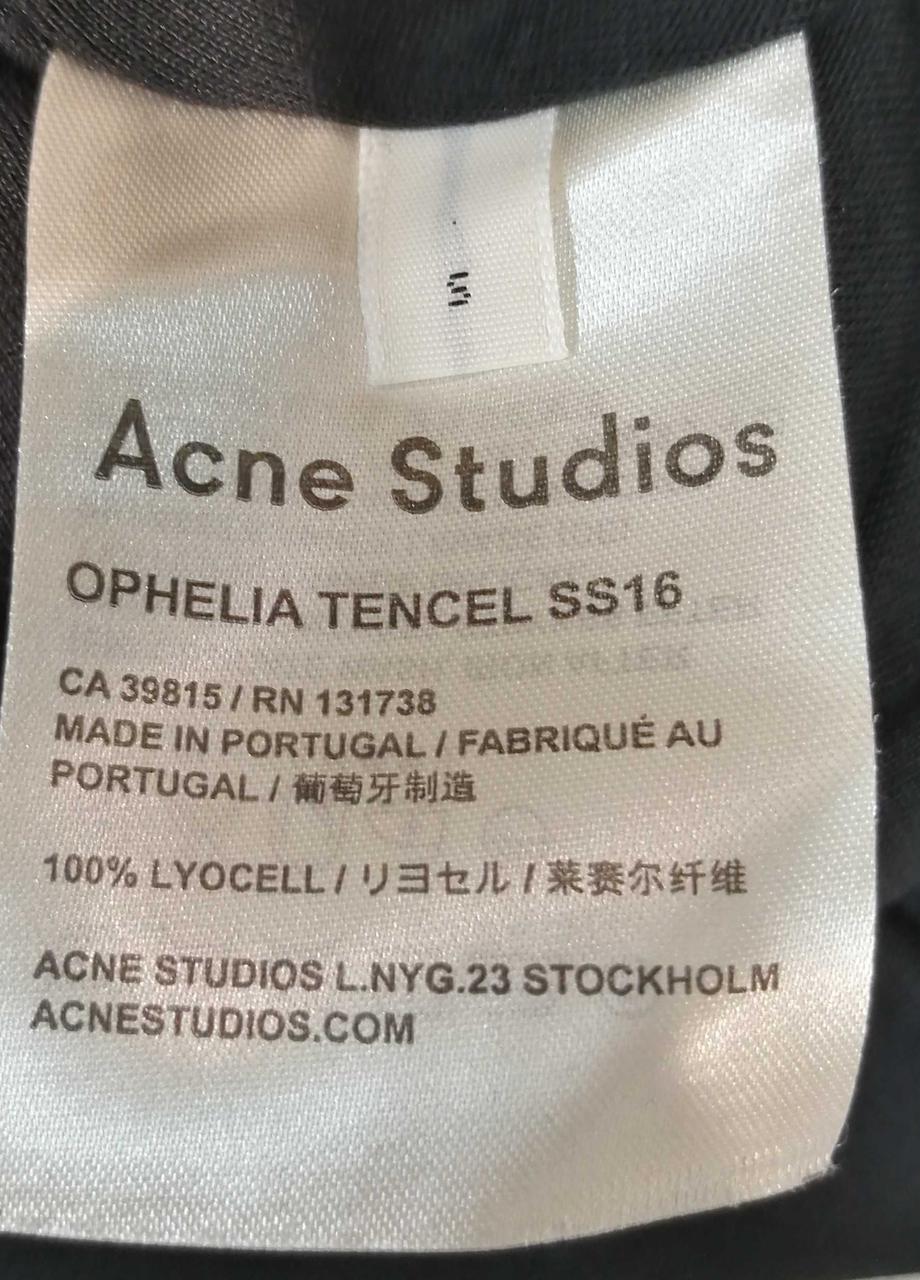 Acne Studios
OPHELIA TENCEL SS16
CA 39815 / RN 131738
MADE IN PORTUGAL / FABRIQUÉ AU
PORTUGAL / 葡萄牙制造
100% LYOCELL / リヨセル / 莱赛尔纤维
ACNE STUDIOS L.NYG.23 STOCKHOLM
ACNESTUDIOS.COM